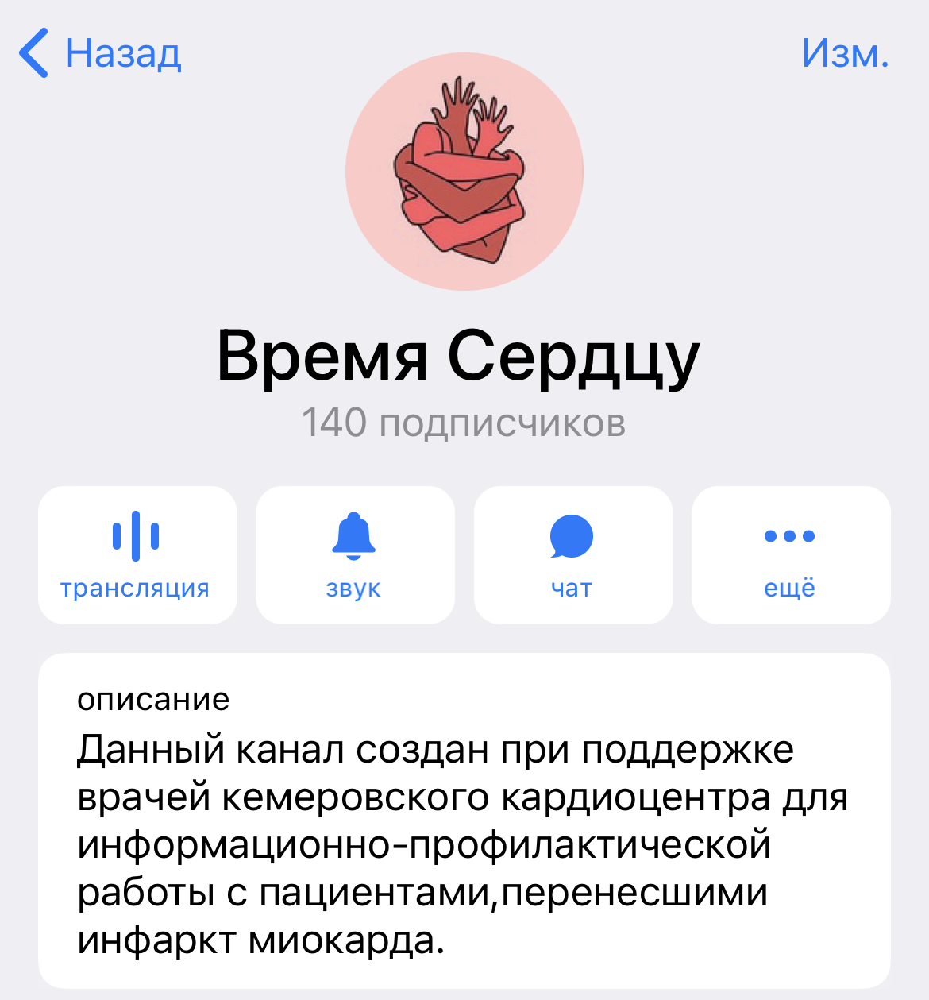 Назад
Изм.
Время Сердцу
140 подписчиков
трансляция
звук
чат
ещё
описание
Данный канал создан при поддержке
врачей кемеровского кардиоцентра для
информационно-профилактической
работы с пациентами,перенесшими
инфаркт миокарда.